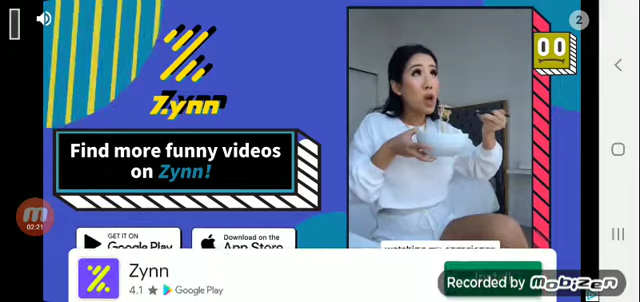 2
Zynn
Find more funny videos
on Zynn!
02:21
GET IT ON
Google Play
Download on the
App Store
Zynn
4.1 ★ Google Play
Recorded by
mobizen